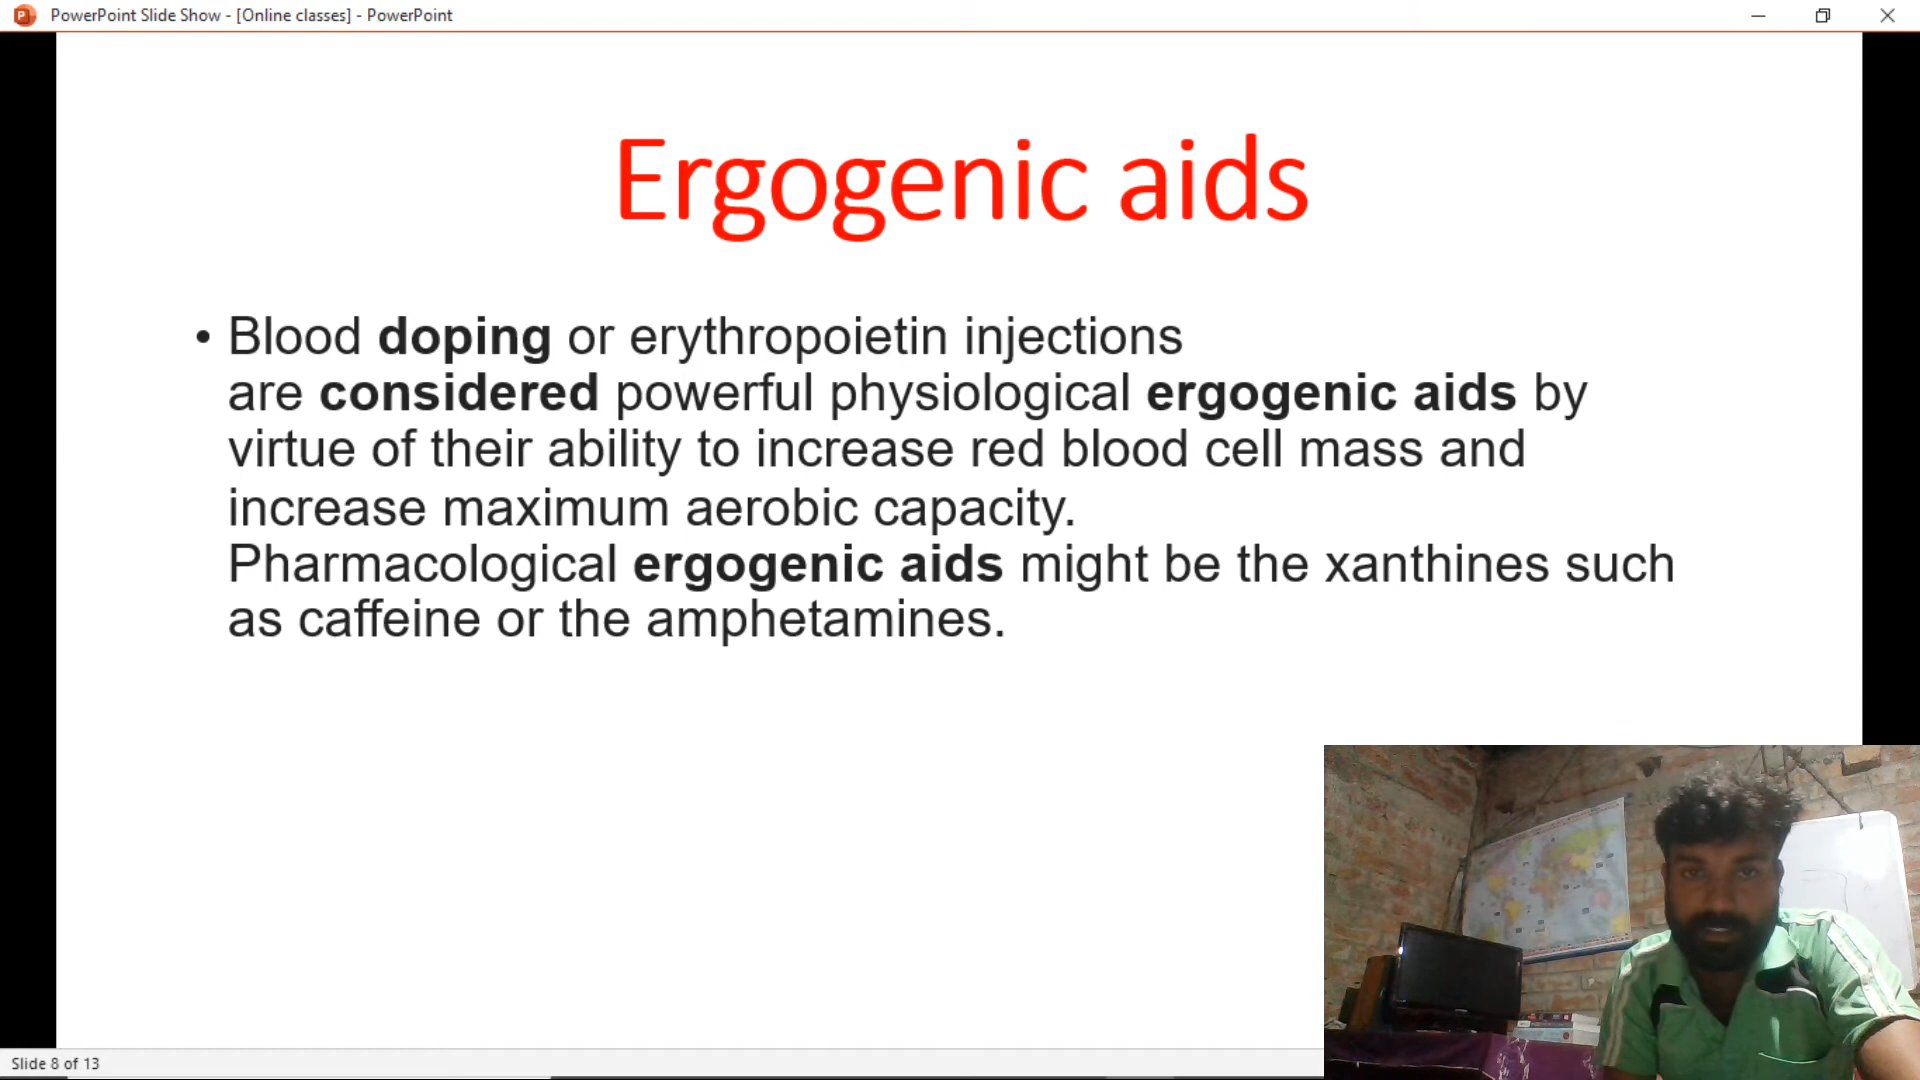 PowerPoint Slide Show - [Online classes] - PowerPoint
Ergogenic aids
• Blood doping or erythropoietin injections
are considered powerful physiological ergogenic aids by
virtue of their ability to increase red blood cell mass and
increase maximum aerobic capacity.
Pharmacological ergogenic aids might be the xanthines such
as caffeine or the amphetamines.
Slide 8 of 13